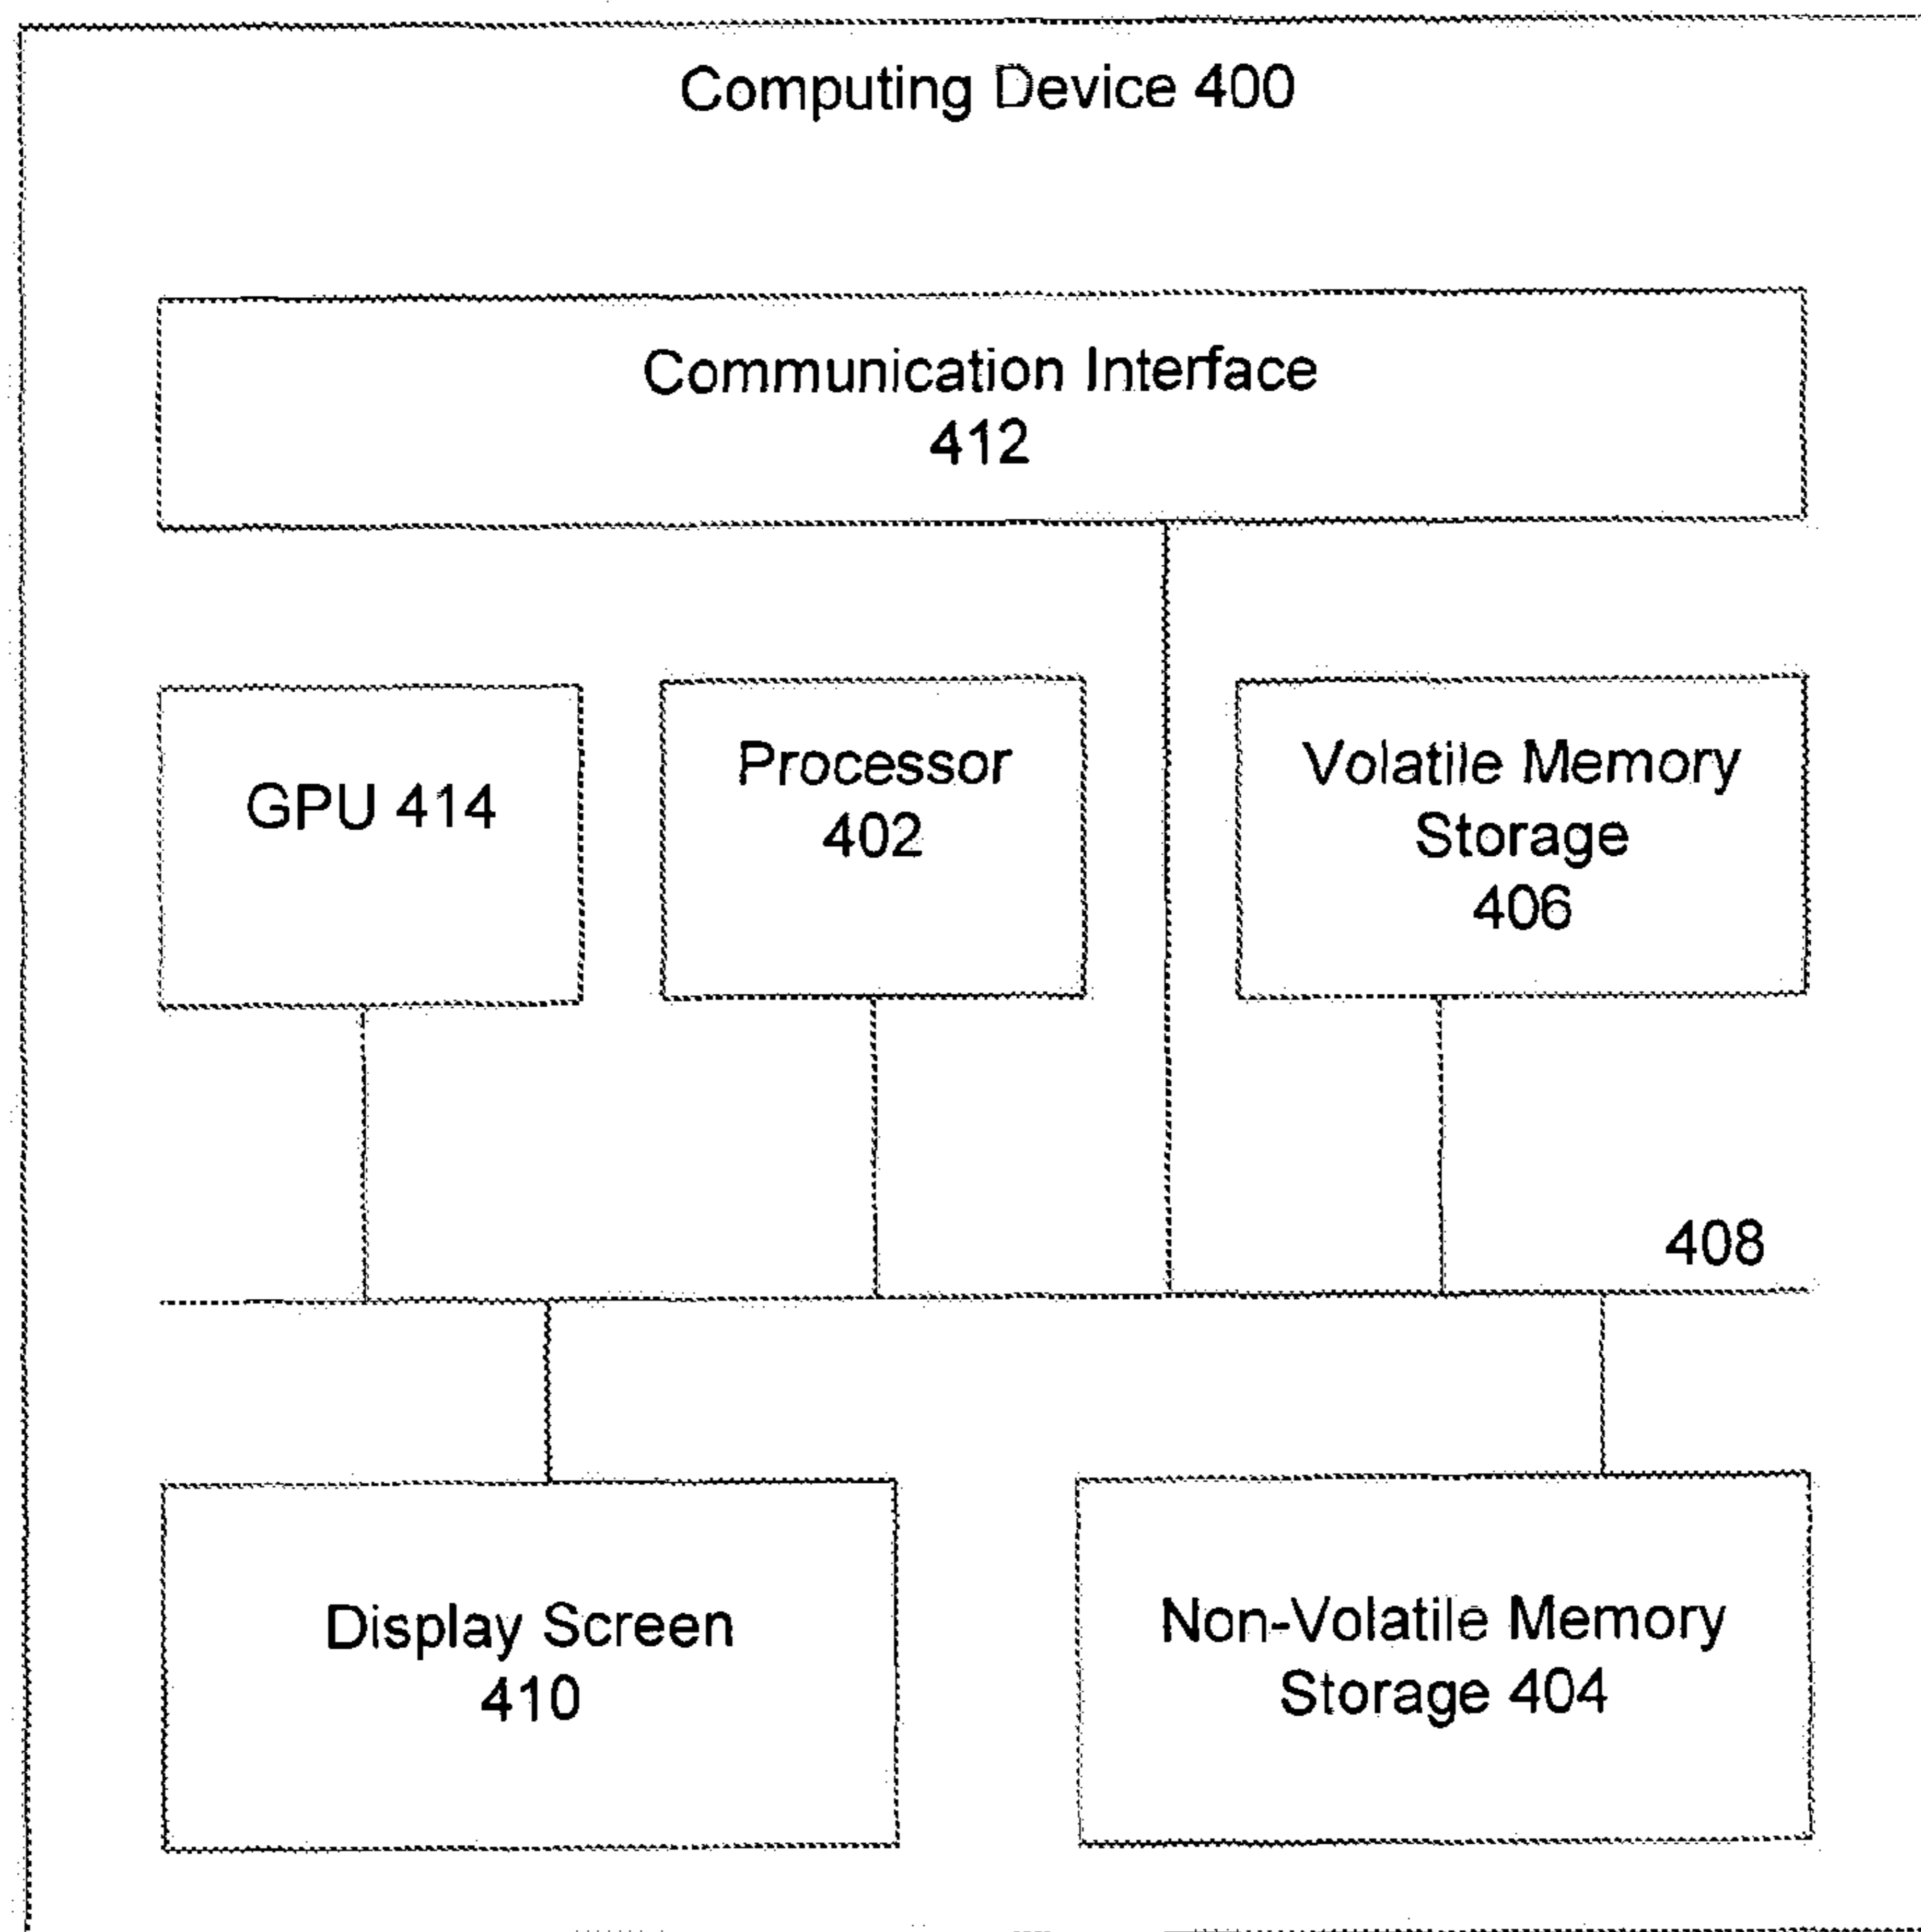 Computing Device 400
Communication Interface
412
GPU 414
Processor
402
Volatile Memory
Storage
406
408
Display Screen
410
Non-Volatile Memory
Storage 404